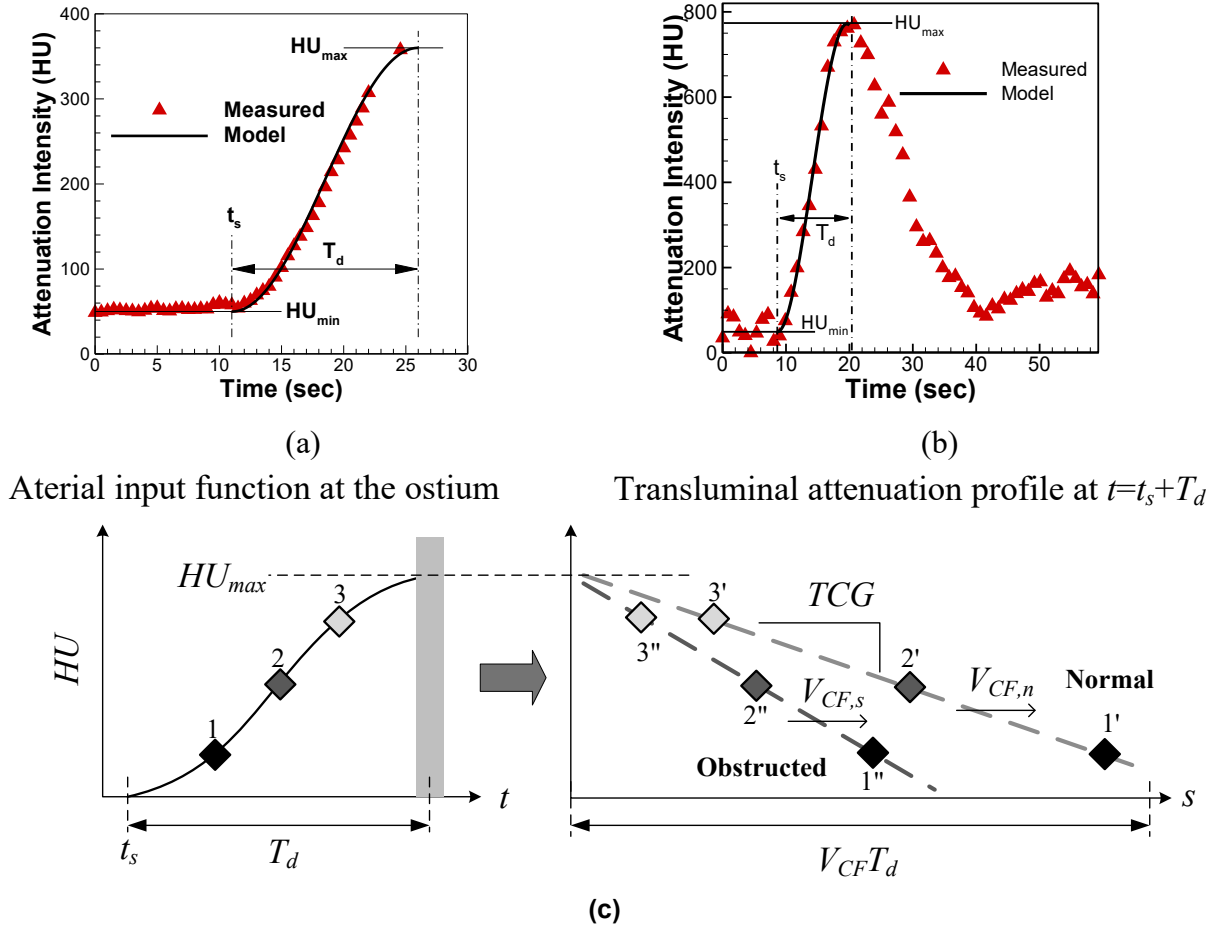 400
300
200
100
0
0 5 10 15 20 25 30
Attenuation Intensity (HU)
Time (sec)
HUmax
Measured
Model
ts
Td
HUmin
(a)
800
600
400
200
0
0 10 20 30 40 50
Attenuation Intensity (HU)
Time (sec)
HUmax
Measured
Model
ts
Td
HUmin
(b)
Aterial input function at the ostium
Transluminal attenuation profile at t=ts+Td
HUmax
HU
1
2
3
t
ts
Td
3'
TCG
3''
2'
VCF,s
VCF,n
Normal
2''
1'
Obstructed
1''
s
VCFTd
(c)